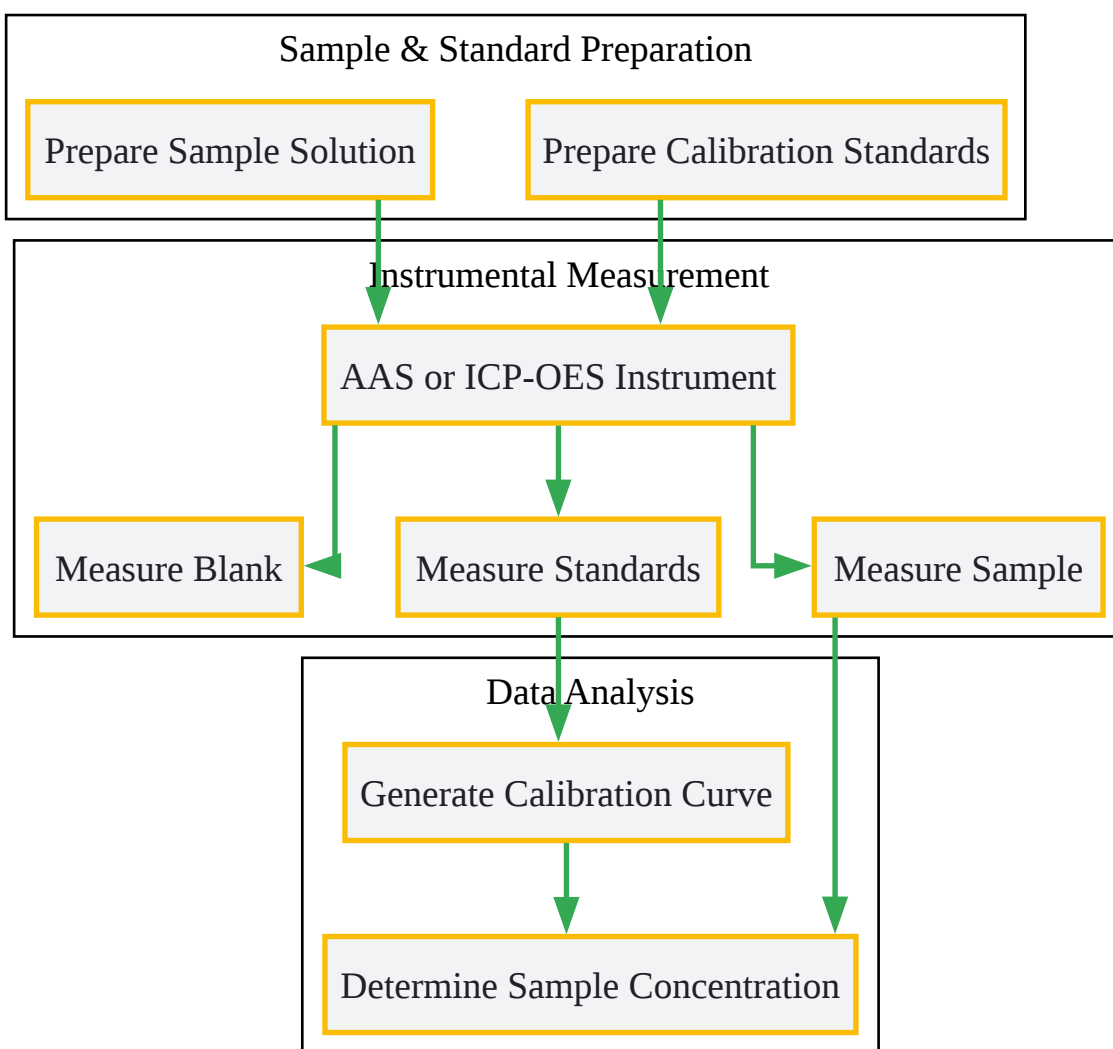 Sample & Standard Preparation
Prepare Sample Solution
Prepare Calibration Standards
Instrumental Measurement
AAS or ICP-OES Instrument
Measure Blank
Measure Standards
Measure Sample
Data Analysis
Generate Calibration Curve
Determine Sample Concentration